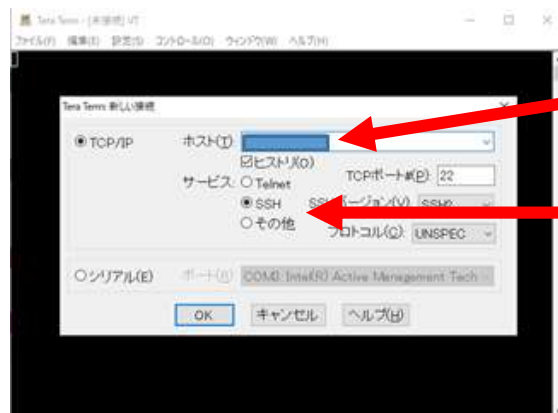 Tera Term - [未接続] VT
ファイル(F) 編集(E) 設定(S) コントロール(O) ウィンドウ(W) ヘルプ(H)
Tera Term: 新しい接続
TCP/IP
ホスト(T):
ヒストリ(O)
サービス:
Telnet
TCPポート#(P): 22
SSH
バージョン(V): SSH2
その他
プロトコル(C): UNSPEC
シリアル(E)
ポート(R): COM3: Intel(R) Active Management Tech
OK キャンセル ヘルプ(H)